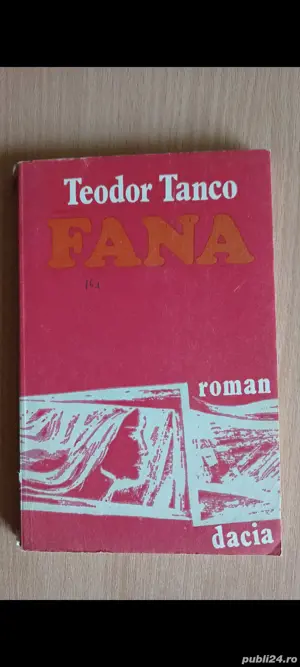 Teodor Tanco
FANA
roman
dacia
publi24.ro